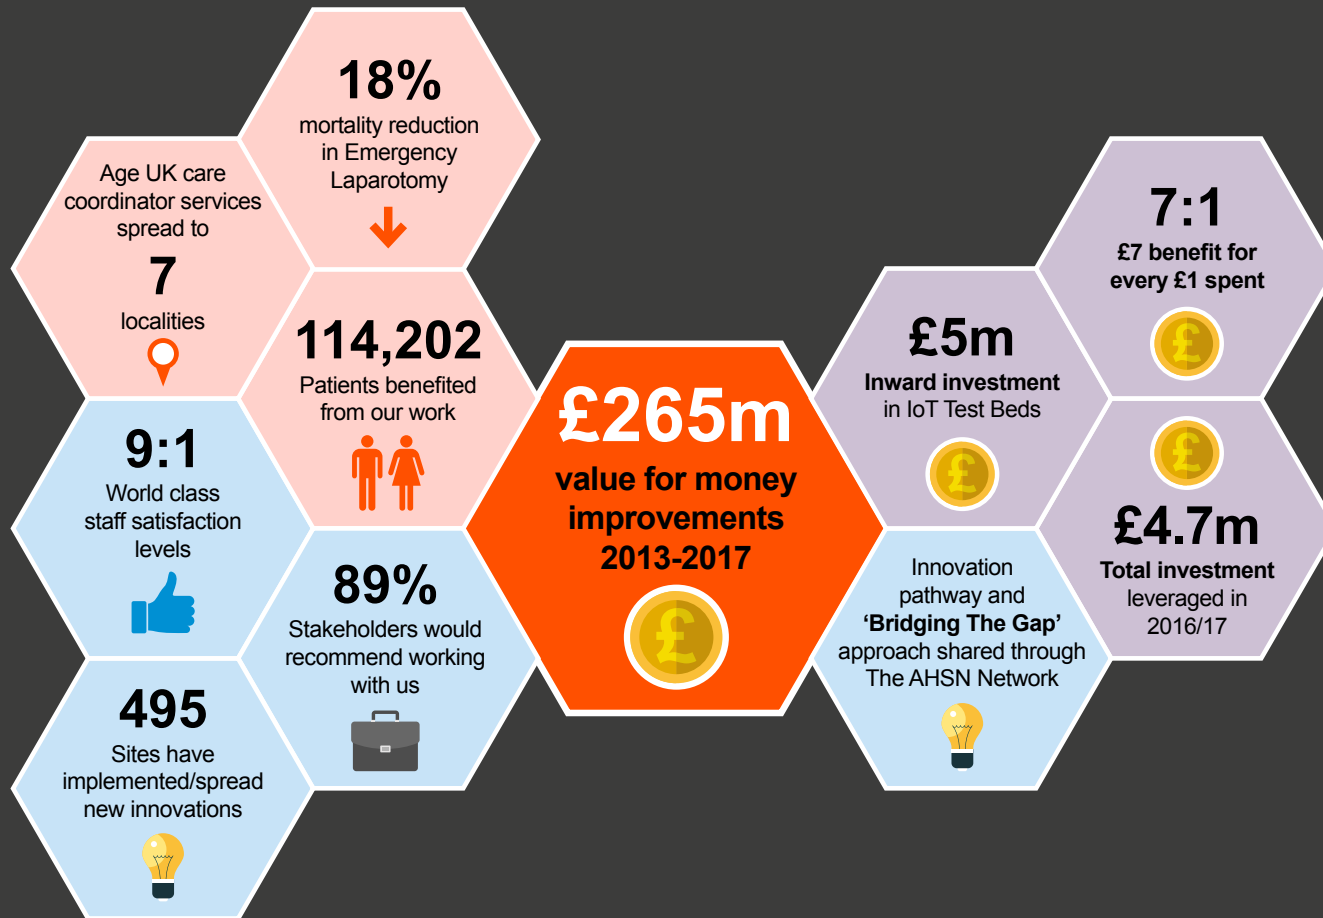 18%
mortality reduction
in Emergency
Laparotomy
Age UK care
coordinator services
spread to
7
localities
114,202
Patients benefited
from our work
9:1
World class
staff satisfaction
levels
89%
Stakeholders would
recommend working
with us
495
Sites have
implemented/spread
new innovations
£265m
value for money
improvements
2013-2017
£
£5m
Inward investment
in IoT Test Beds
£
7:1
£7 benefit for
every £1 spent
£
£
£4.7m
Total investment
leveraged in
2016/17
Innovation
pathway and
‘Bridging The Gap’
approach shared through
The AHSN Network